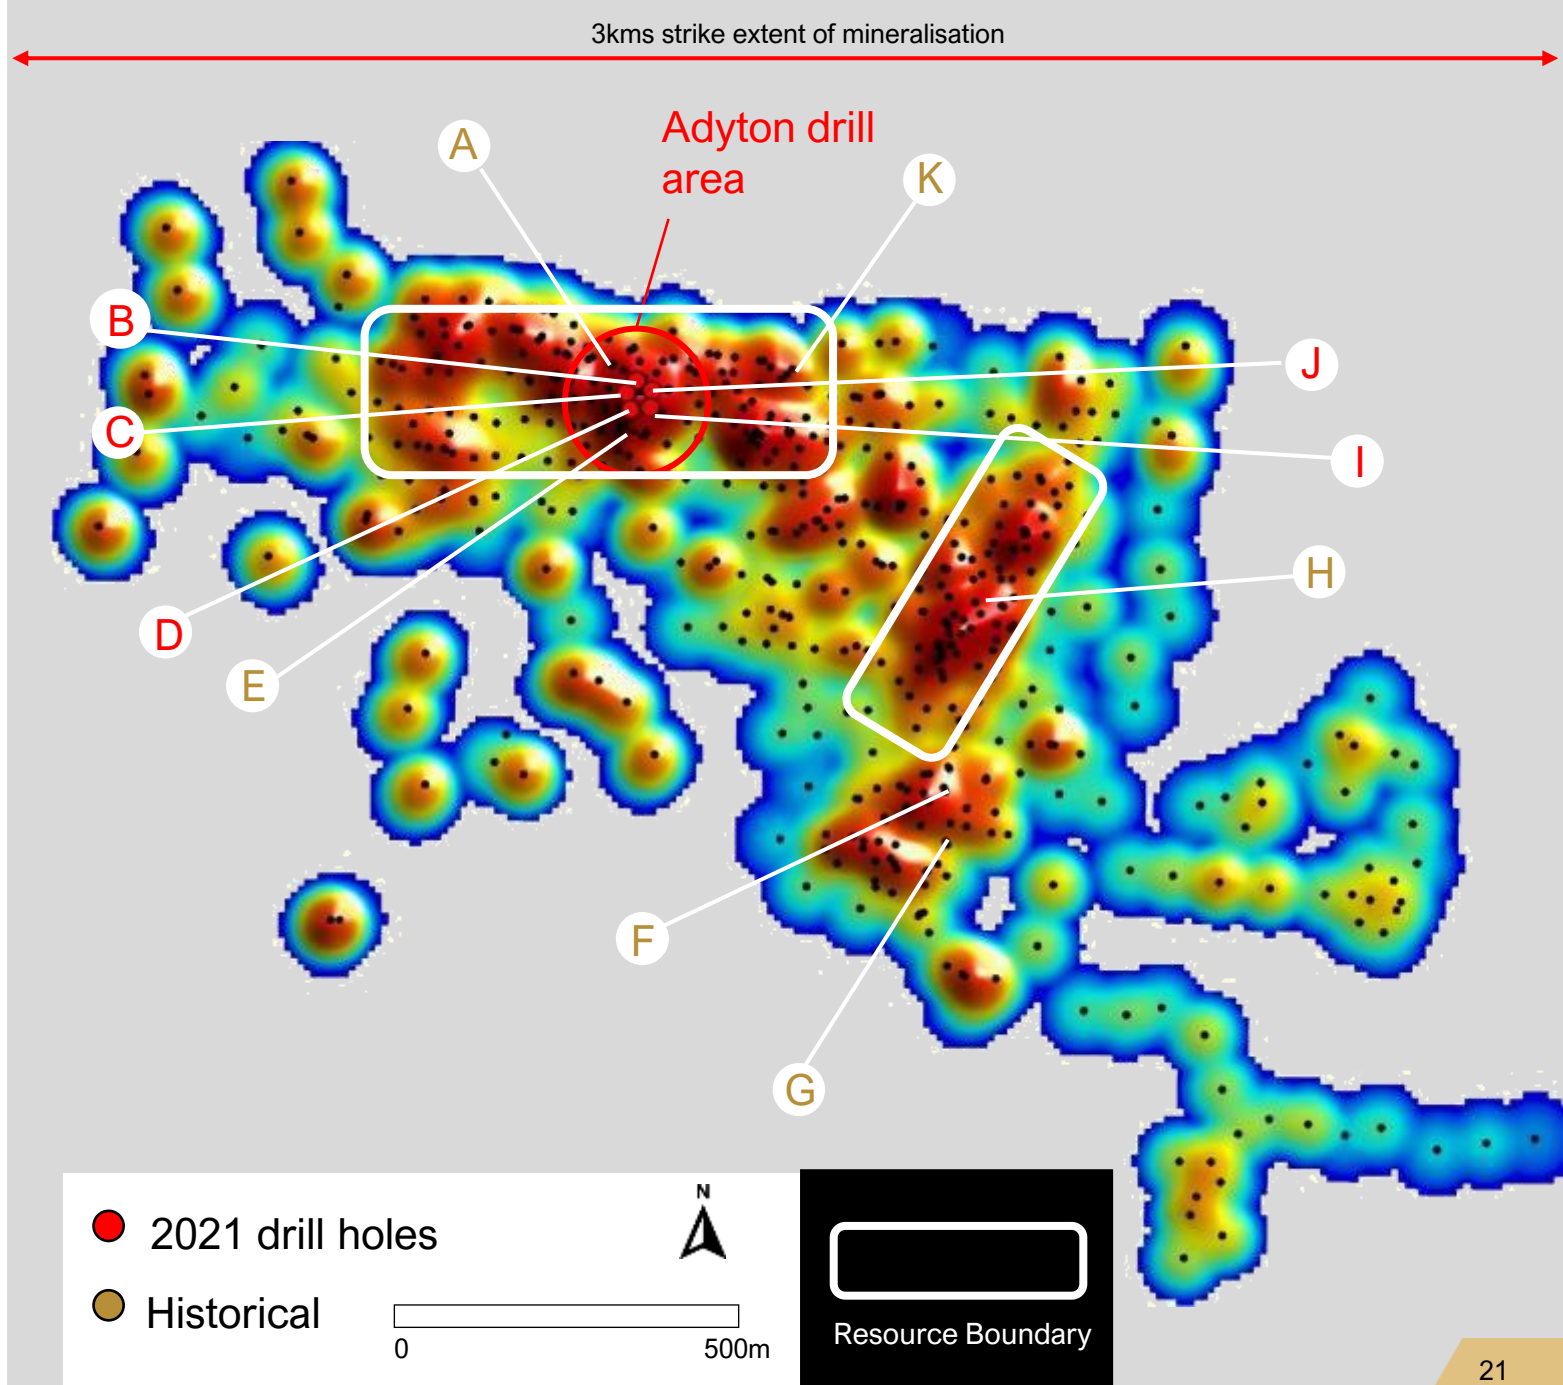 3kms strike extent of mineralisation
Adyton drill
area
A
K
B
J
C
I
H
D
E
F
G
N
2021 drill holes
Historical
0
500m
Resource Boundary
21